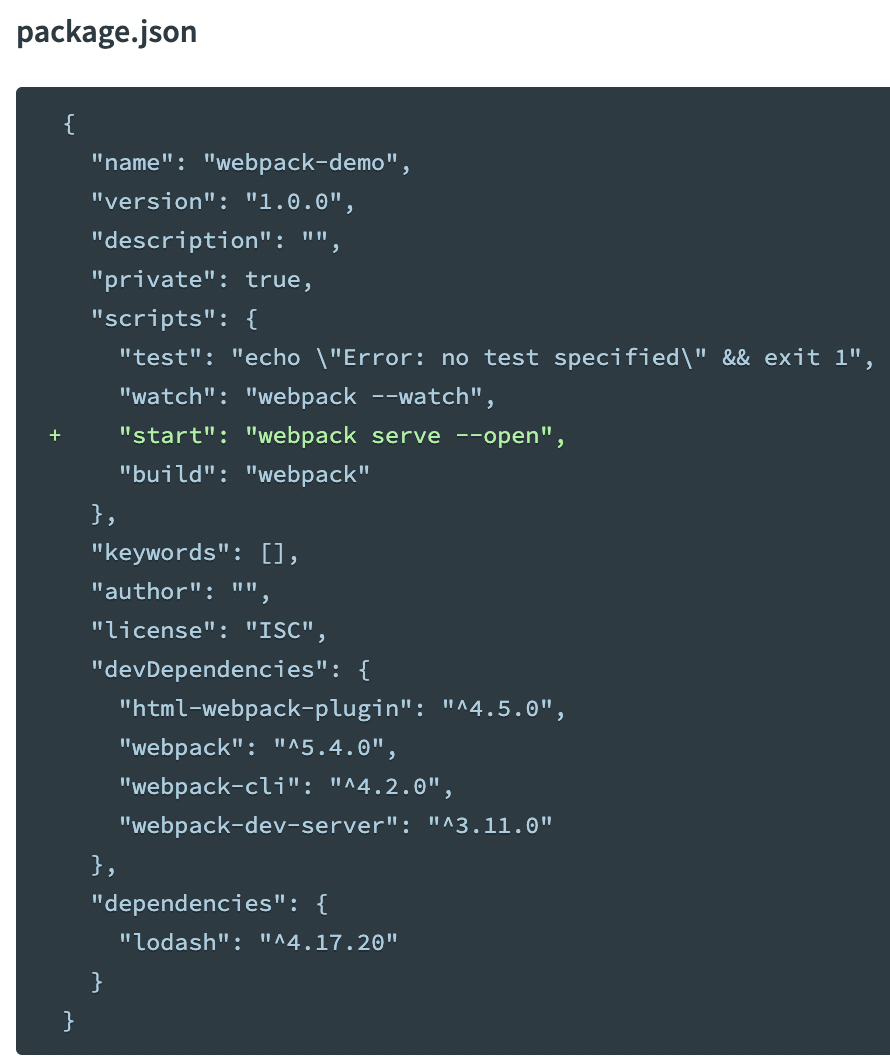 package.json
{
  "name": "webpack-demo",
  "version": "1.0.0",
  "description": "",
  "private": true,
  "scripts": {
    "test": "echo \"Error: no test specified\" && exit 1",
    "watch": "webpack --watch",
+    "start": "webpack serve --open",
    "build": "webpack"
  },
  "keywords": [],
  "author": "",
  "license": "ISC",
  "devDependencies": {
    "html-webpack-plugin": "^4.5.0",
    "webpack": "^5.4.0",
    "webpack-cli": "^4.2.0",
    "webpack-dev-server": "^3.11.0"
  },
  "dependencies": {
    "lodash": "^4.17.20"
  }
}